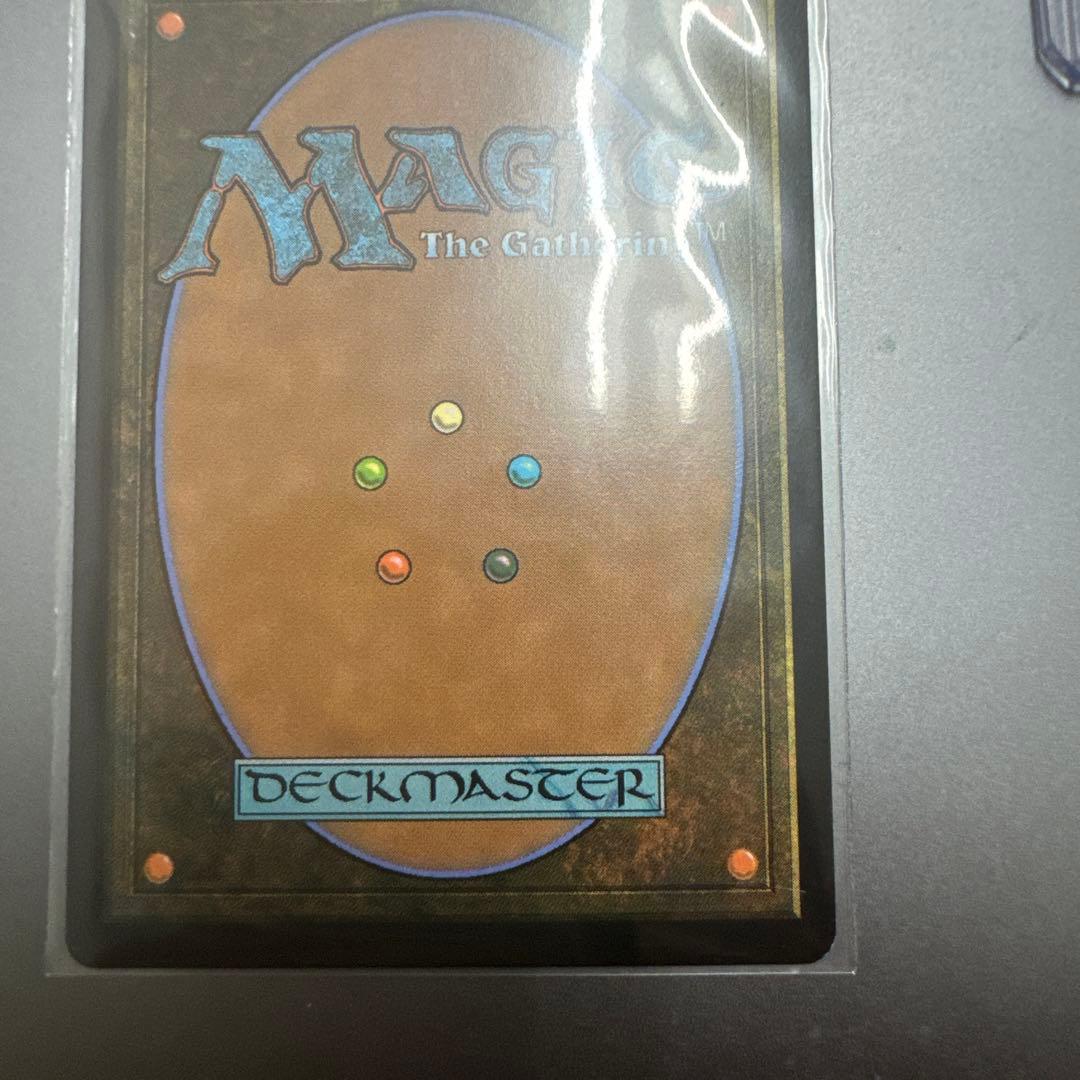 MAGIC
The Gathering™
DECKMASTER